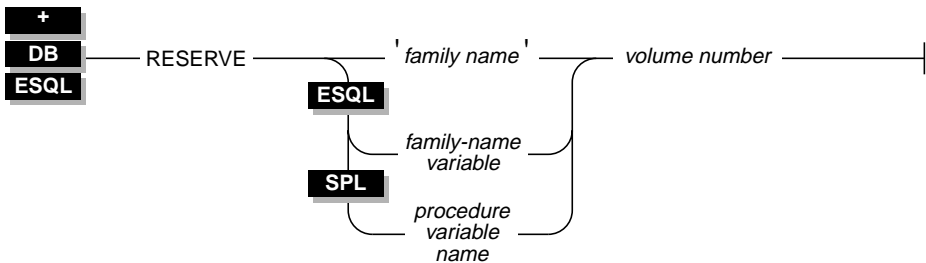 +
DB
ESQL
RESERVE
' family name '
volume number
ESQL
family-name
variable
SPL
procedure
variable
name